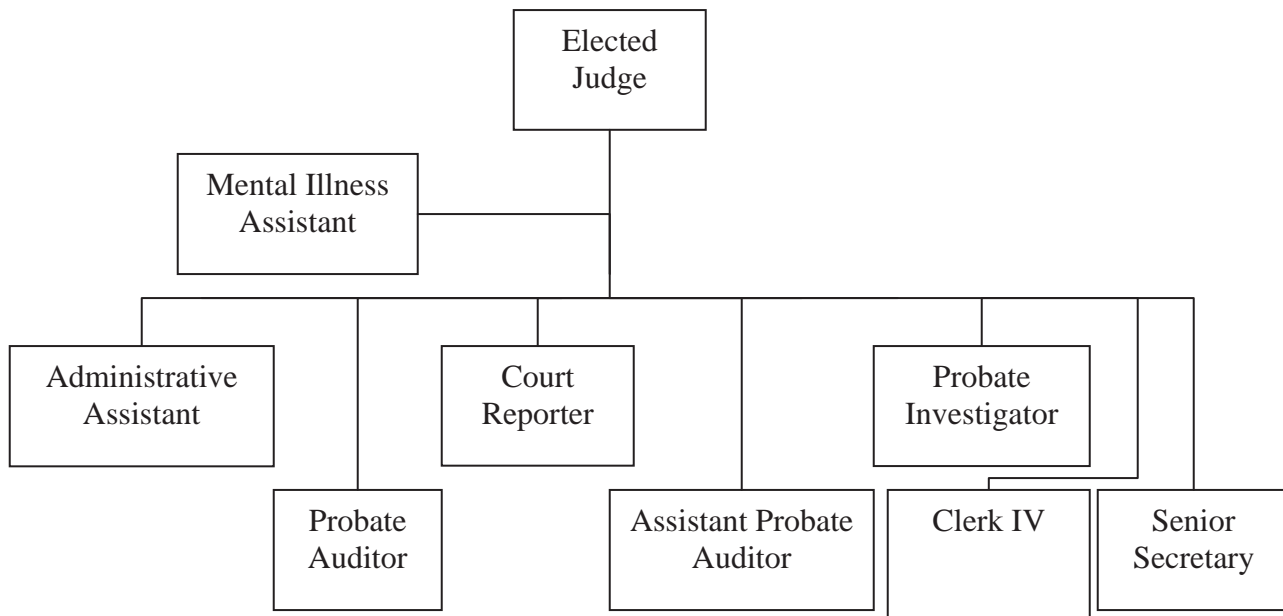 Elected
Judge
Mental Illness
Assistant
Administrative
Assistant
Court
Reporter
Probate
Investigator
Probate
Auditor
Assistant Probate
Auditor
Clerk IV
Senior
Secretary